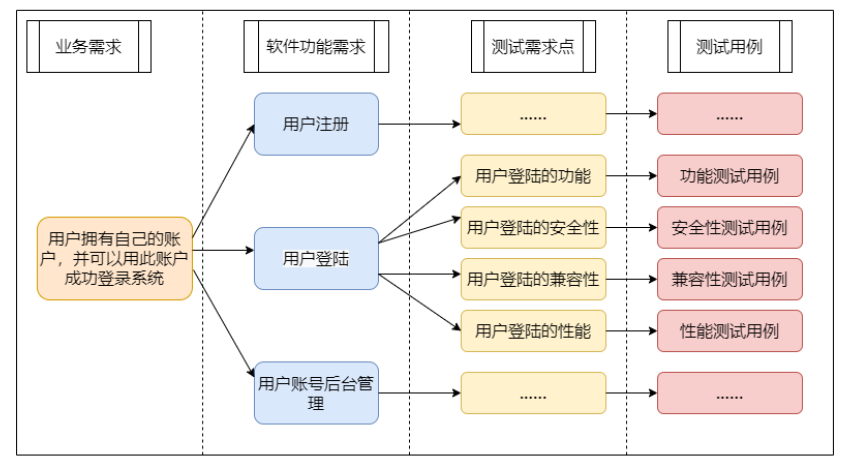 业务需求
软件功能需求
测试需求点
测试用例
用户拥有自己的账
户，并可以用此账户
成功登录系统
用户注册
用户登陆
用户账号后台管
理
……
用户登陆的功能
用户登陆的安全性
用户登陆的兼容性
用户登陆的性能
……
……
功能测试用例
安全性测试用例
兼容性测试用例
性能测试用例
……